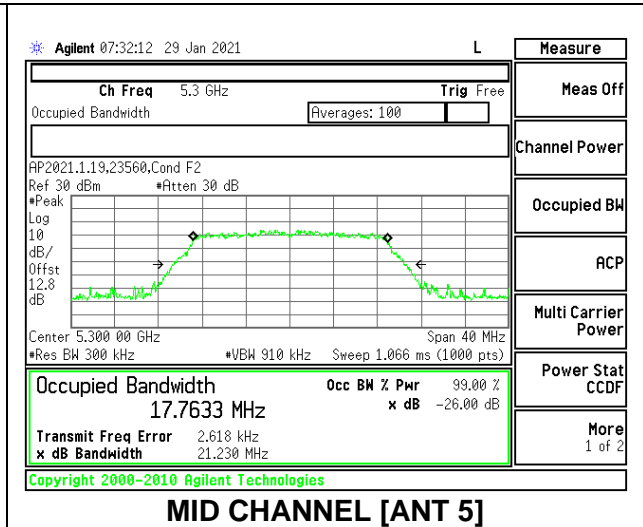 Agilent 07:32:12 29 Jan 2021 L
Measure
Ch Freq 5.3 GHz Trig Free
Occupied Bandwidth Averages: 100
AP2021.1.19,23560,Cond F2
Ref 30 dBm #Atten 30 dB
#Peak
Log
10
dB/
Offst
12.8
dB
Center 5.300 00 GHz Span 40 MHz
#Res BW 300 kHz #VBW 910 kHz Sweep 1.066 ms (1000 pts)
Occupied Bandwidth Occ BW % Pwr 99.00 %
17.7633 MHz x dB -26.00 dB
Transmit Freq Error 2.618 kHz
x dB Bandwidth 21.230 MHz
Copyright 2000-2010 Agilent Technologies
Meas Off
Channel Power
Occupied BW
ACP
Multi Carrier
Power
Power Stat
CCDF
More
1 of 2
MID CHANNEL [ANT 5]